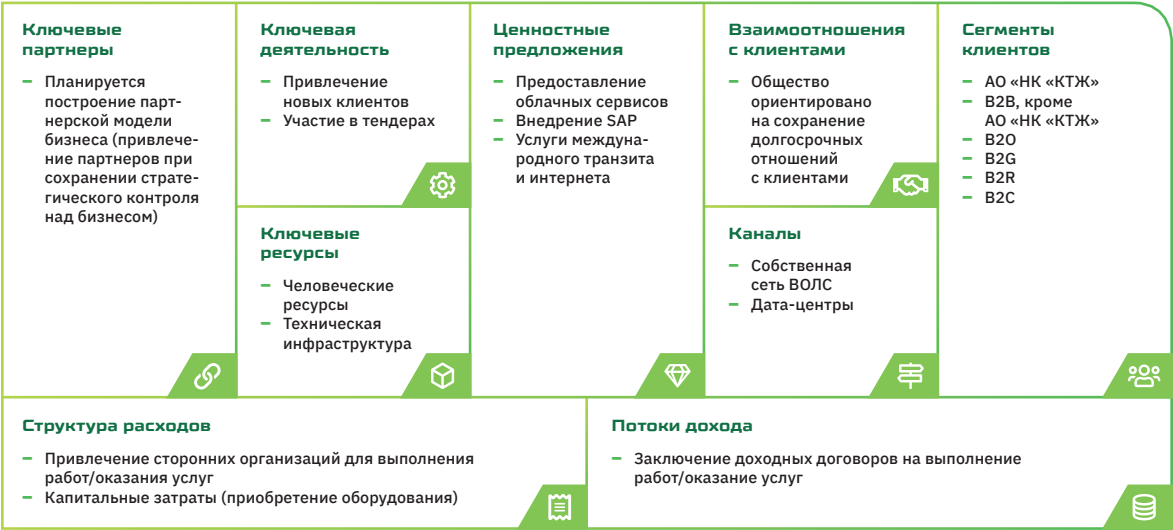 Ключевые
партнеры
– Планируется
построение парт-
нерской модели
бизнеса (привлече-
ние партнеров при
сохранении страте-
гического контроля
над бизнесом)
Ключевая
деятельность
– Привлечение
новых клиентов
– Участие в тендерах
Ключевые
ресурсы
– Человеческие
ресурсы
– Техническая
инфраструктура
Ценностные
предложения
– Предоставление
облачных сервисов
– Внедрение SAP
– Услуги междуна-
родного транзита
и интернета
Взаимоотношения
с клиентами
– Общество
ориентировано
на сохранение
долгосрочных
отношений
с клиентами
Каналы
– Собственная
сеть ВОЛС
– Дата-центры
Сегменты
клиентов
– АО «НК «КТЖ»
– B2B, кроме
АО «НК «КТЖ»
– B2O
– B2G
– B2R
– B2C
Структура расходов
– Привлечение сторонних организаций для выполнения
работ/оказания услуг
– Капитальные затраты (приобретение оборудования)
Потоки дохода
– Заключение доходных договоров на выполнение
работ/оказание услуг